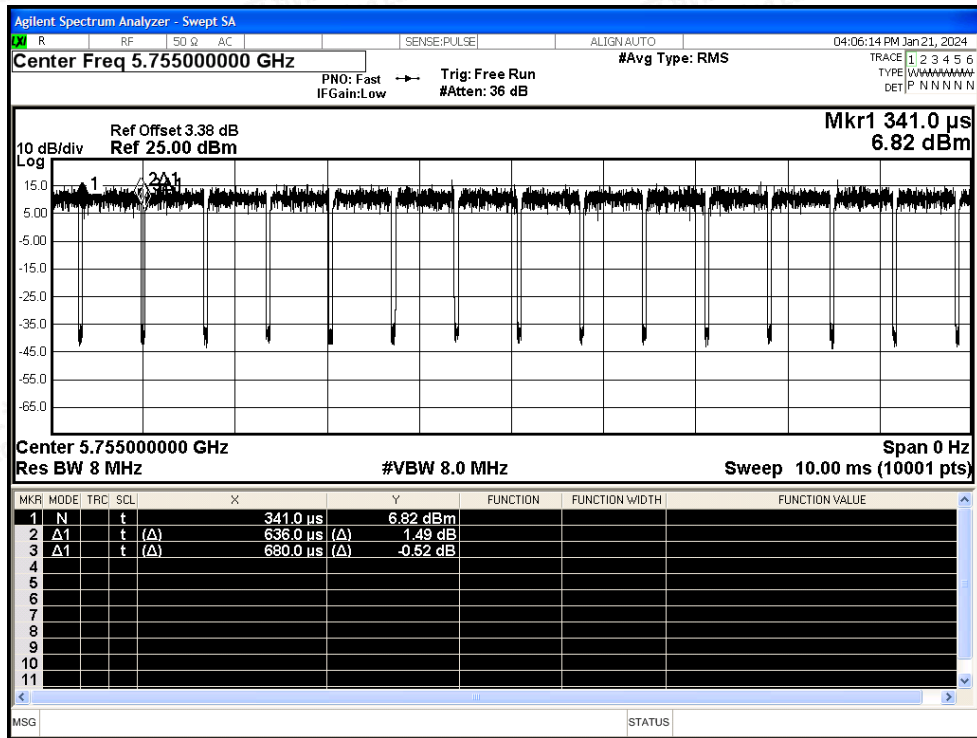 Agilent Spectrum Analyzer - Swept SA
LXI R RF 50 Ω AC SENSE:PULSE ALIGN AUTO 04:06:14 PM Jan 21, 2024
Center Freq 5.755000000 GHz
PNO: Fast
IFGain:Low
Trig: Free Run
#Atten: 36 dB
#Avg Type: RMS
TRACE 1 2 3 4 5 6
TYPE WWWWWW
DET P N N N N N
Mkr1 341.0 µs
6.82 dBm
Ref Offset 3.38 dB
10 dB/div Ref 25.00 dBm
Log
15.0
5.00
-5.00
-15.0
-25.0
-35.0
-45.0
-55.0
-65.0
1
2Δ1
Center 5.755000000 GHz Span 0 Hz
Res BW 8 MHz #VBW 8.0 MHz Sweep 10.00 ms (10001 pts)
MKR MODE TRC SCL X Y FUNCTION FUNCTION WIDTH FUNCTION VALUE
1 N t 341.0 µs 6.82 dBm
2 Δ1 t (Δ) 636.0 µs (Δ) 1.49 dB
3 Δ1 t (Δ) 680.0 µs (Δ) -0.52 dB
4
5
6
7
8
9
10
11
MSG STATUS